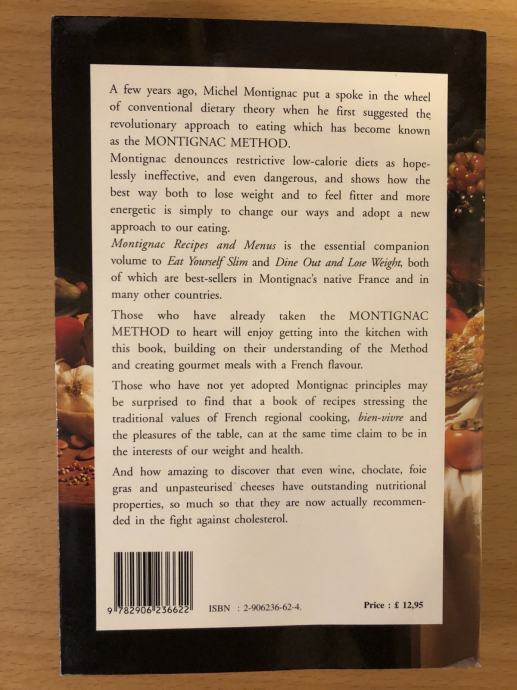 A few years ago, Michel Montignac put a spoke in the wheel
of conventional dietary theory when he first suggested the
revolutionary approach to eating which has become known
as the MONTIGNAC METHOD.
Montignac denounces restrictive low-calorie diets as hope-
lessly ineffective, and even dangerous, and shows how the
best way both to lose weight and to feel fitter and more
energetic is simply to change our ways and adopt a new
approach to our eating.
Montignac Recipes and Menus is the essential companion
volume to Eat Yourself Slim and Dine Out and Lose Weight, both
of which are best-sellers in Montignac's native France and in
many other countries.
Those who have already taken the MONTIGNAC
METHOD to heart will enjoy getting into the kitchen with
this book, building on their understanding of the Method
and creating gourmet meals with a French flavour.
Those who have not yet adopted Montignac principles may
be surprised to find that a book of recipes stressing the
traditional values of French regional cooking, bien-vivre and
the pleasures of the table, can at the same time claim to be in
the interests of our weight and health.
And how amazing to discover that even wine, choclate, foie
gras and unpasteurised cheeses have outstanding nutritional
properties, so much so that they are now actually recommen-
ded in the fight against cholesterol.
9 782906 236622
ISBN : 2-906236-62-4.
Price : £ 12,95